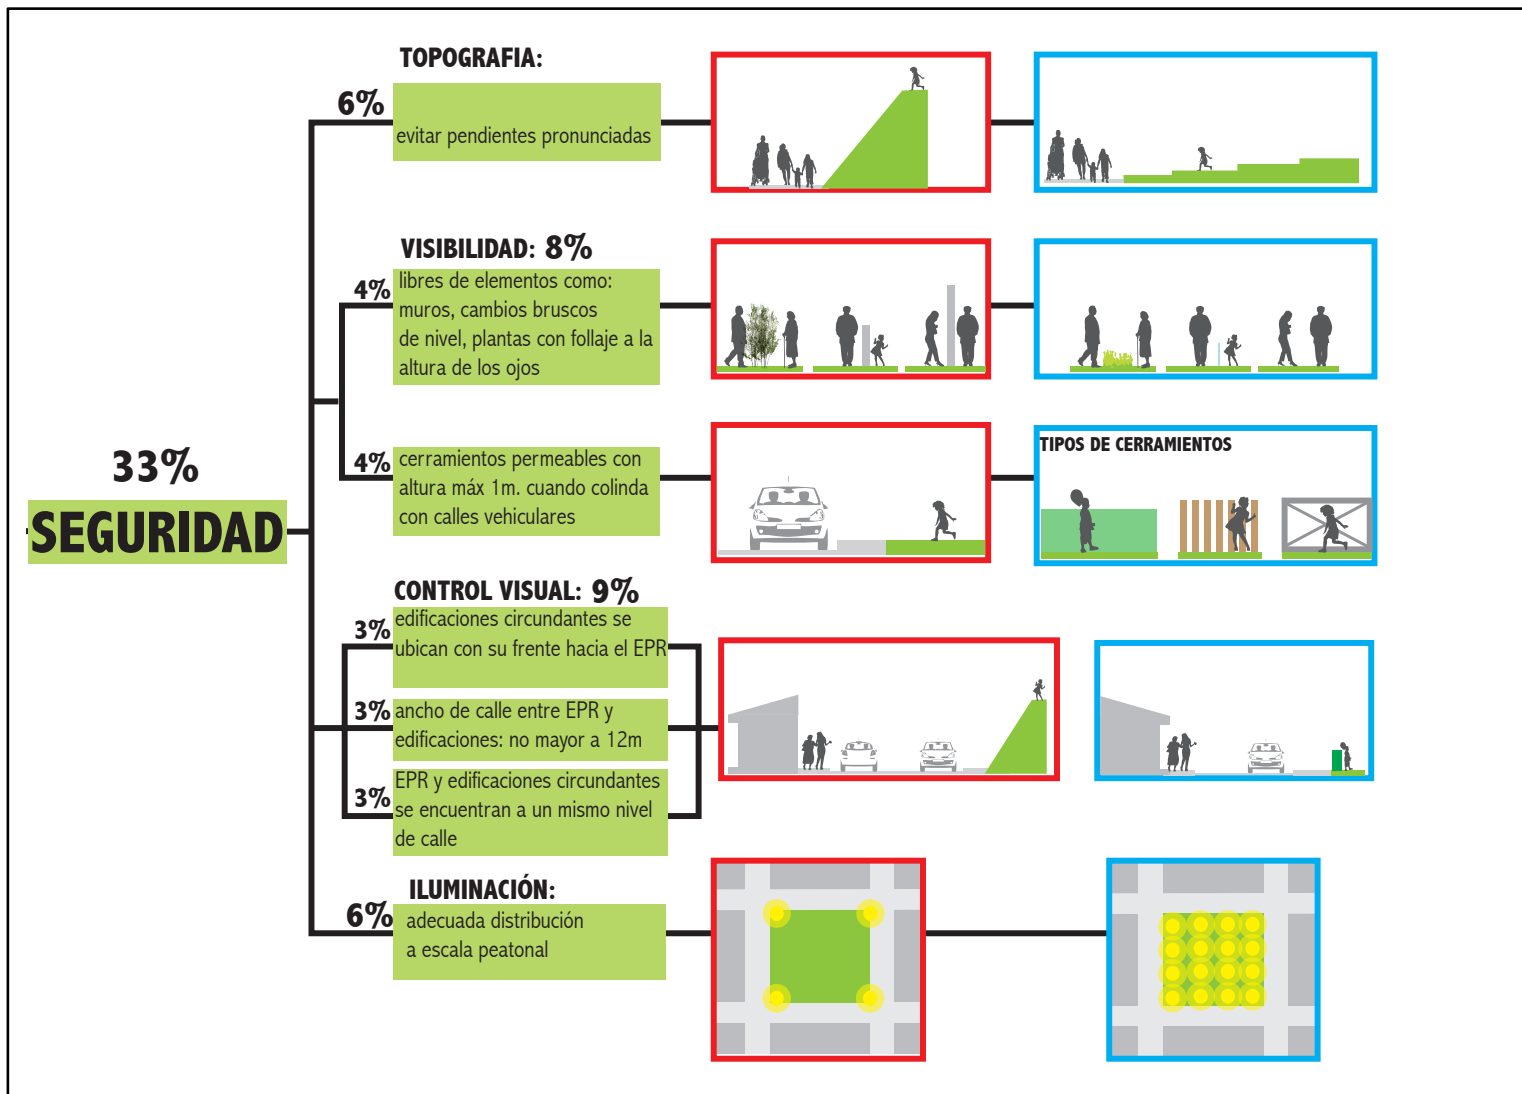 33%
SEGURIDAD
TOPOGRAFIA:
6%
evitar pendientes pronunciadas
VISIBILIDAD: 8%
4%
libres de elementos como:
muros, cambios bruscos
de nivel, plantas con follaje a la
altura de los ojos
4%
cerramientos permeables con
altura máx 1m. cuando colinda
con calles vehiculares
TIPOS DE CERRAMIENTOS
CONTROL VISUAL: 9%
3%
edificaciones circundantes se
ubican con su frente hacia el EPR
3%
ancho de calle entre EPR y
edificaciones: no mayor a 12m
3%
EPR y edificaciones circundantes
se encuentran a un mismo nivel
de calle
ILUMINACIÓN:
6%
adecuada distribución
a escala peatonal